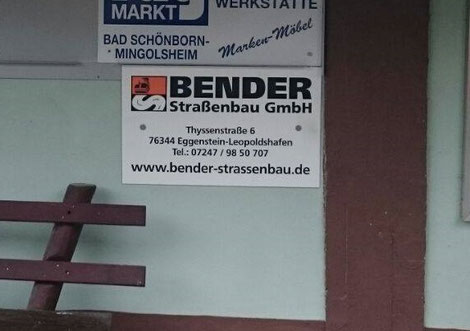 MARKT
WERKSTÄTTE
BAD SCHÖNBORN-
MINGOLSHEIM
Marken-Möbel
BENDER
Straßenbau GmbH
Thyssenstraße 6
76344 Eggenstein-Leopoldshafen
Tel.: 07247 / 98 50 707
www.bender-strassenbau.de